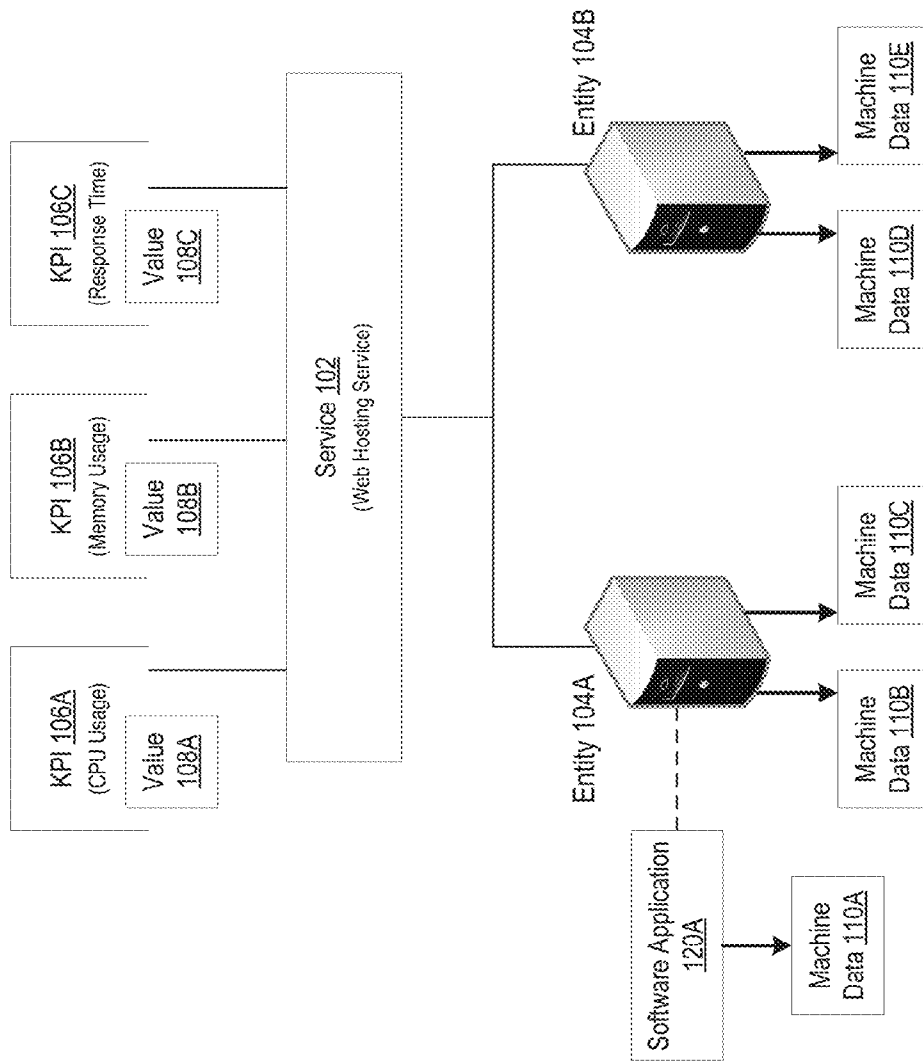 KPI 106A
(CPU Usage)
Value
108A
KPI 106B
(Memory Usage)
Value
108B
KPI 106C
(Response Time)
Value
108C
Service 102
(Web Hosting Service)
Entity 104A
Entity 104B
Software Application
120A
Machine
Data 110A
Machine
Data 110B
Machine
Data 110C
Machine
Data 110D
Machine
Data 110E